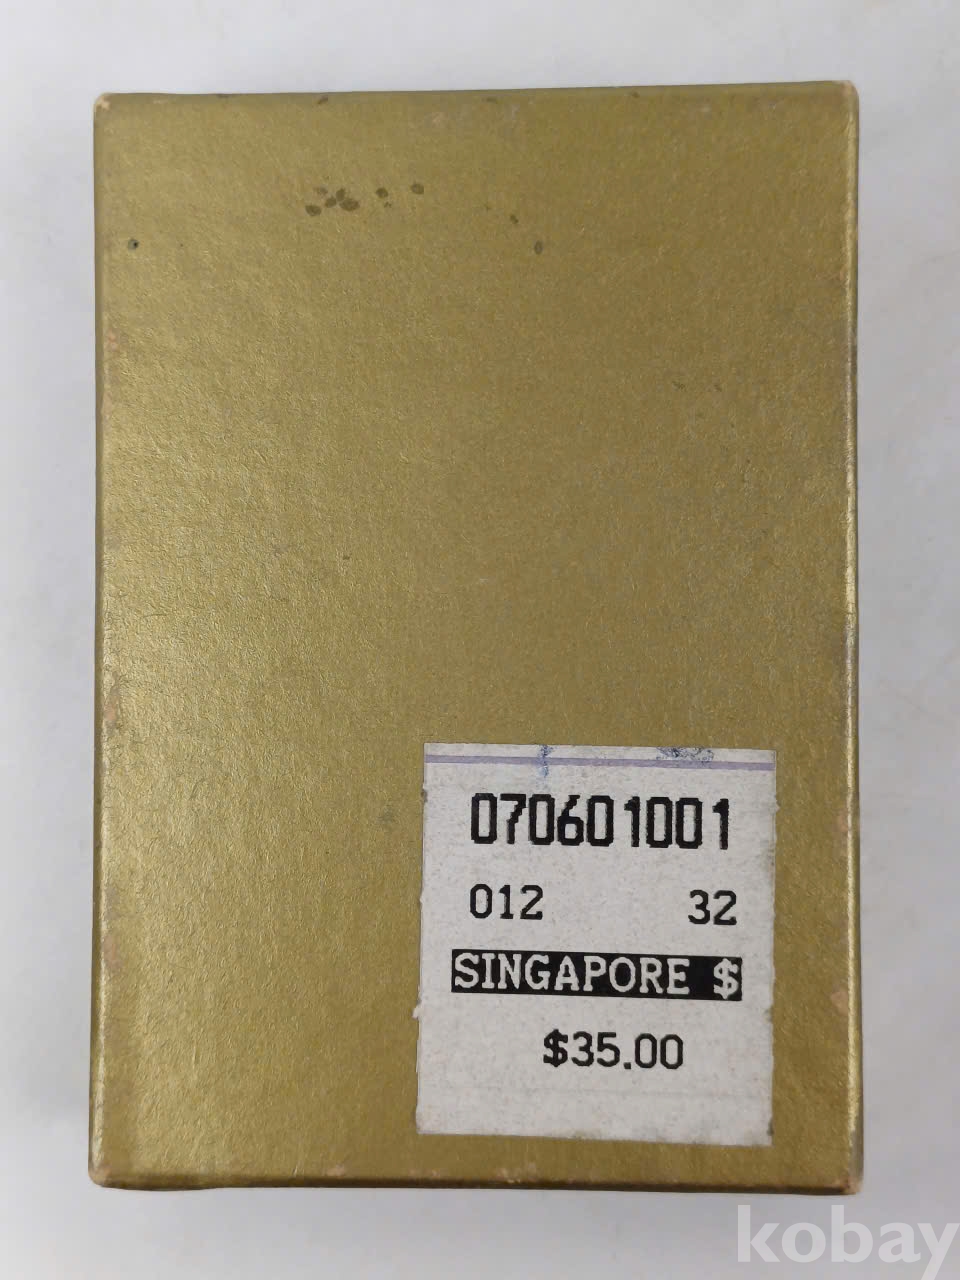 070601001
012 32
SINGAPORE $
$35.00
kobay